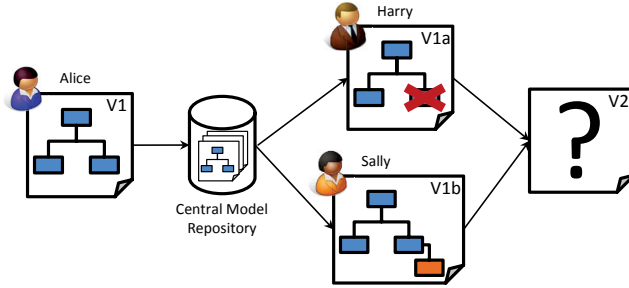 Alice
V1
Central Model
Repository
Harry
V1a
Sally
V1b
V2
?